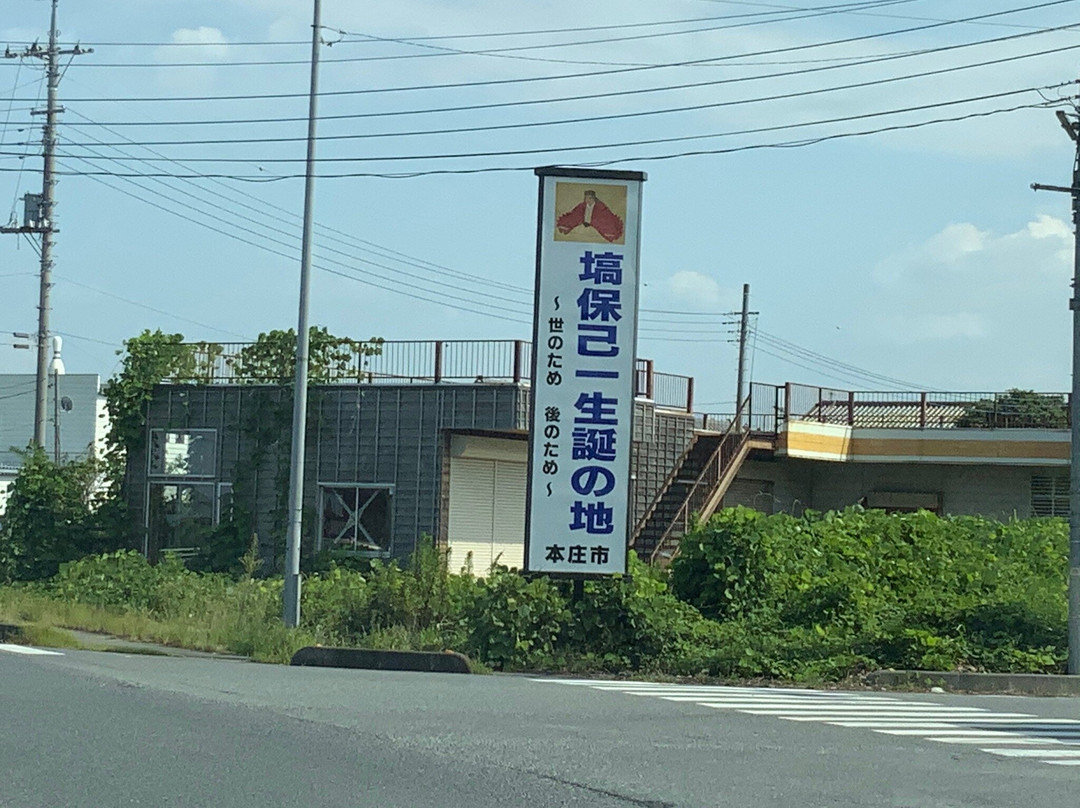 塙保己一生誕の地
～世のため 後のため～
本庄市